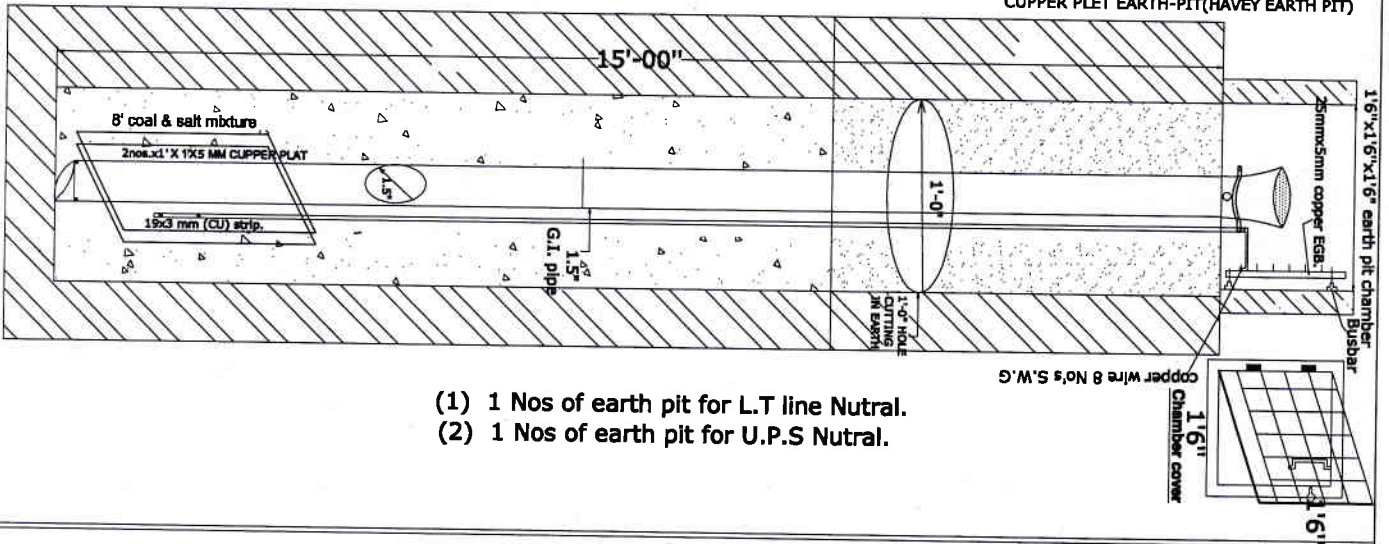 CUPPER PLET EARTH-PIT(HAVEY EARTH PIT)
15'-00"
8' coal & salt mixture
2nos.x1' X 1'X5 MM CUPPER PLAT
19x3 mm (CU) strip.
1.5"
1.5"
G.I. pipe
1'-0"
1'-0" HOLE
CUTTING
IN EARTH
1'6"x1'6"x1'6" earth pit chamber
25mmx5mm copper EGB.
Busbar
copper wire 8 No's S.W.G
1'6"
Chamber cover
1'6"
(1) 1 Nos of earth pit for L.T line Nutral.
(2) 1 Nos of earth pit for U.P.S Nutral.